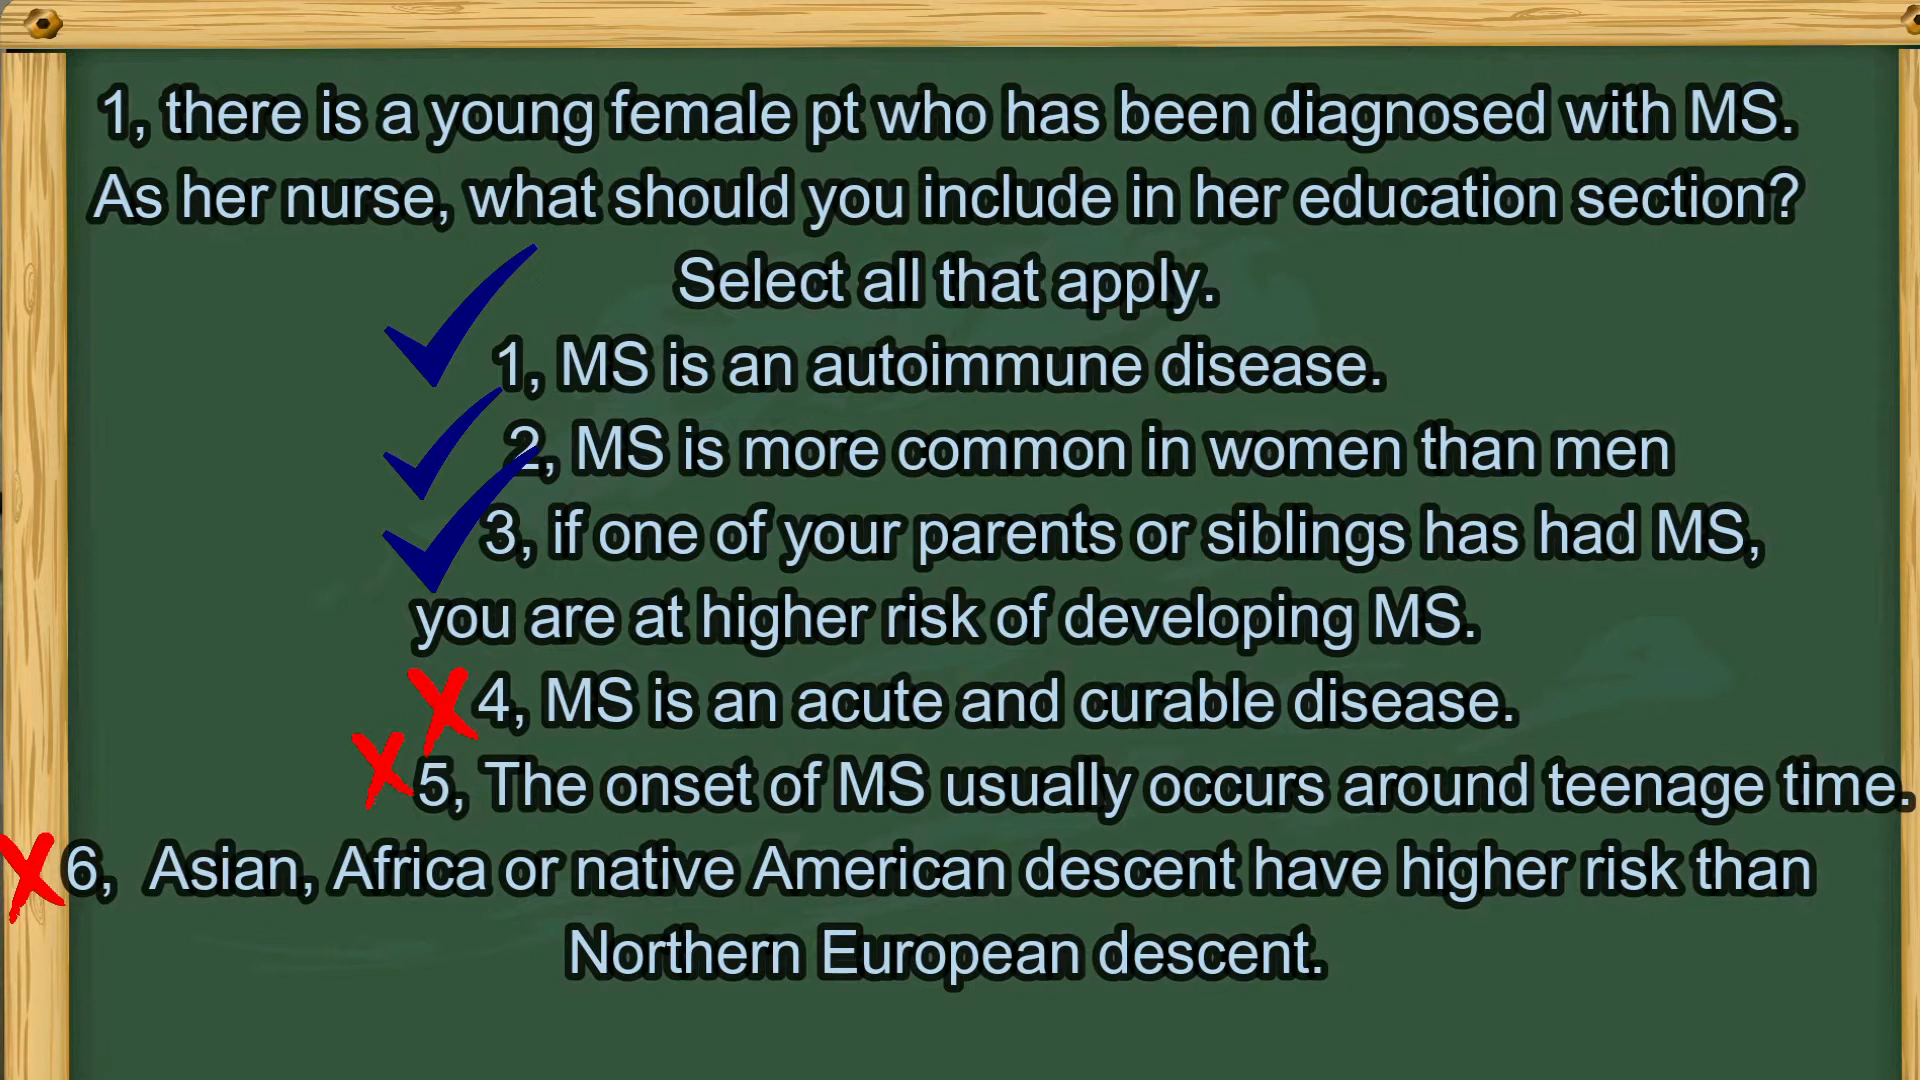 1, there is a young female pt who has been diagnosed with MS.
As her nurse, what should you include in her education section?
Select all that apply.
1, MS is an autoimmune disease.
2, MS is more common in women than men
3, if one of your parents or siblings has had MS,
you are at higher risk of developing MS.
4, MS is an acute and curable disease.
5, The onset of MS usually occurs around teenage time.
6,  Asian, Africa or native American descent have higher risk than
Northern European descent.